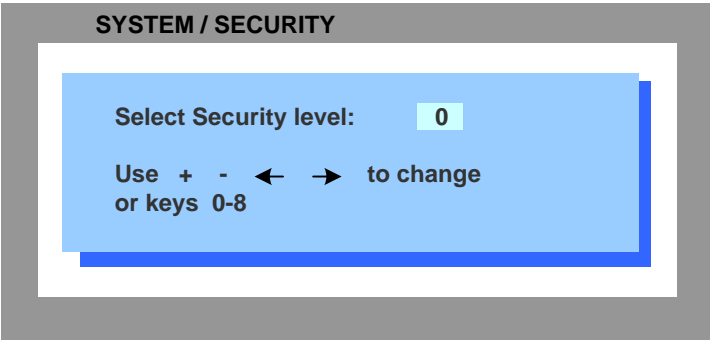 SYSTEM / SECURITY
Select Security level: 0
Use + - ← → to change
or keys 0-8